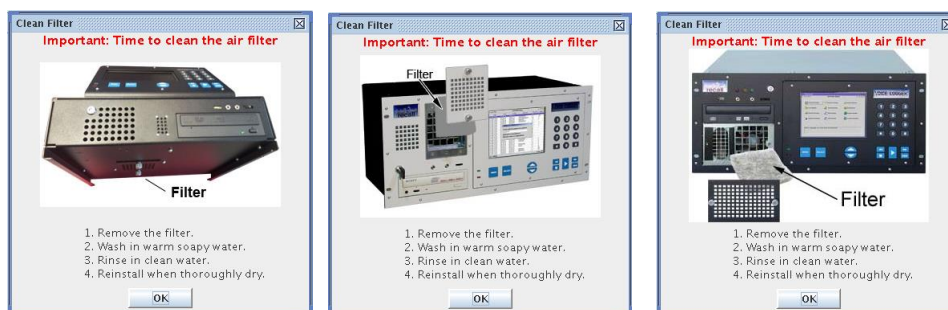 Clean Filter
Important: Time to clean the air filter
Filter
1. Remove the filter.
2. Wash in warm soapy water.
3. Rinse in clean water.
4. Reinstall when thoroughly dry.
OK
Clean Filter
Important: Time to clean the air filter
Filter
1. Remove the filter.
2. Wash in warm soapy water.
3. Rinse in clean water.
4. Reinstall when thoroughly dry.
OK
Clean Filter
Important: Time to clean the air filter
recall
Filter
1. Remove the filter.
2. Wash in warm soapy water.
3. Rinse in clean water.
4. Reinstall when thoroughly dry.
OK